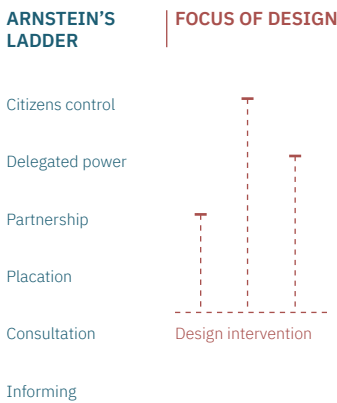 ARNSTEIN'S
LADDER
FOCUS OF DESIGN
Citizens control
Delegated power
Partnership
Placation
Consultation
Design intervention
Informing